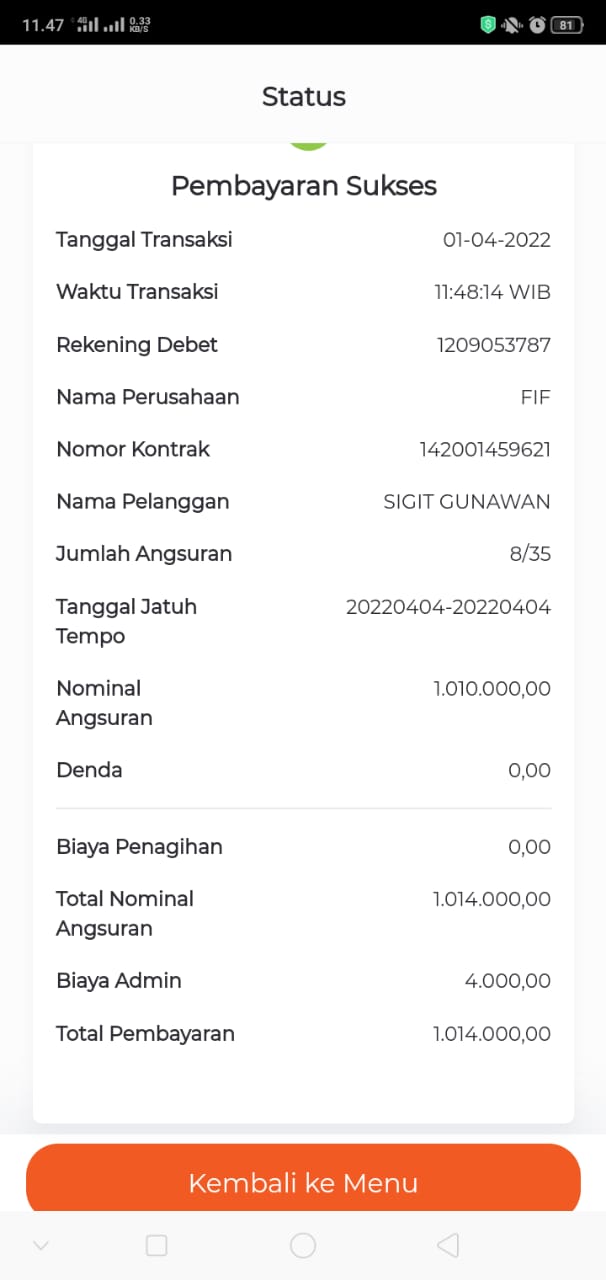 11.47 4G 0.33 KB/S 81
Status
Pembayaran Sukses
Tanggal Transaksi 01-04-2022
Waktu Transaksi 11:48:14 WIB
Rekening Debet 1209053787
Nama Perusahaan FIF
Nomor Kontrak 142001459621
Nama Pelanggan SIGIT GUNAWAN
Jumlah Angsuran 8/35
Tanggal Jatuh 20220404-20220404
Tempo
Nominal 1.010.000,00
Angsuran
Denda 0,00
Biaya Penagihan 0,00
Total Nominal 1.014.000,00
Angsuran
Biaya Admin 4.000,00
Total Pembayaran 1.014.000,00
Kembali ke Menu